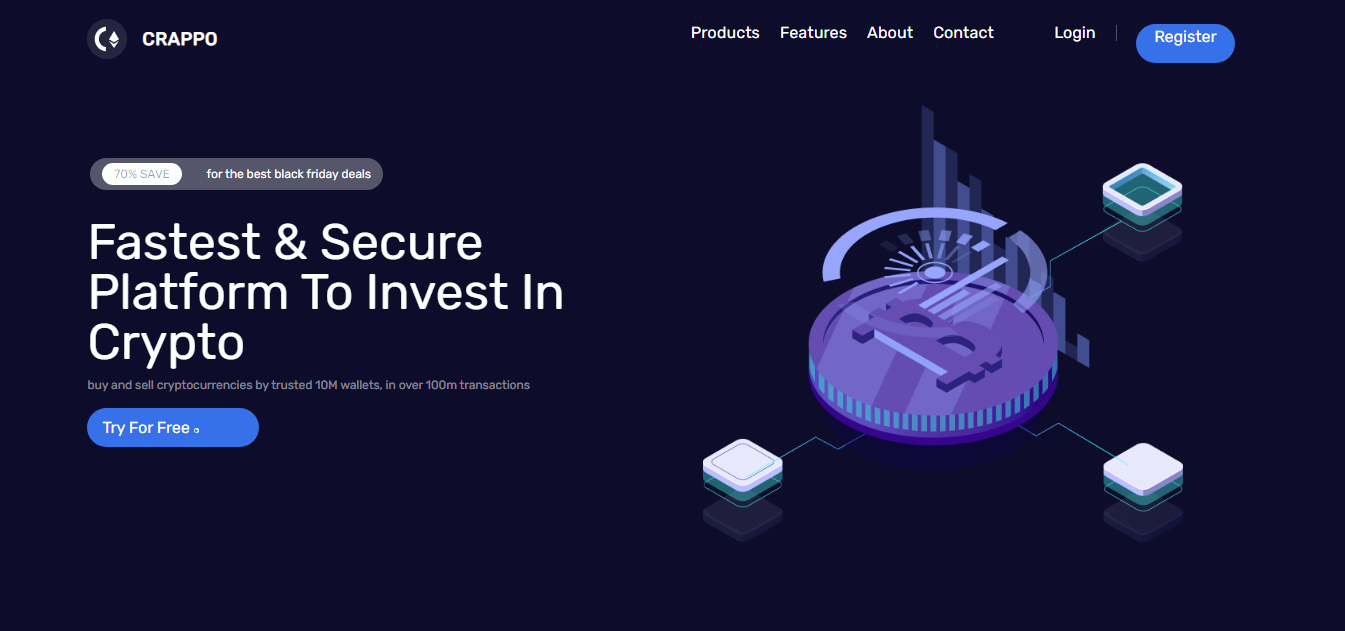 CRAPPO
Products Features About Contact Login Register
70% SAVE for the best black friday deals
Fastest & Secure
Platform To Invest In
Crypto
buy and sell cryptocurrencies by trusted 10M wallets, in over 100m transactions
Try For Free